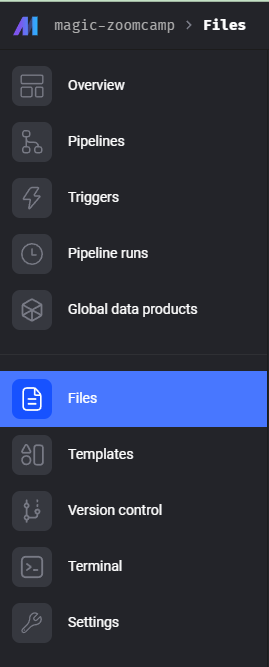 magic-zoomcamp > Files
Overview
Pipelines
Triggers
Pipeline runs
Global data products
Files
Templates
Version control
Terminal
Settings